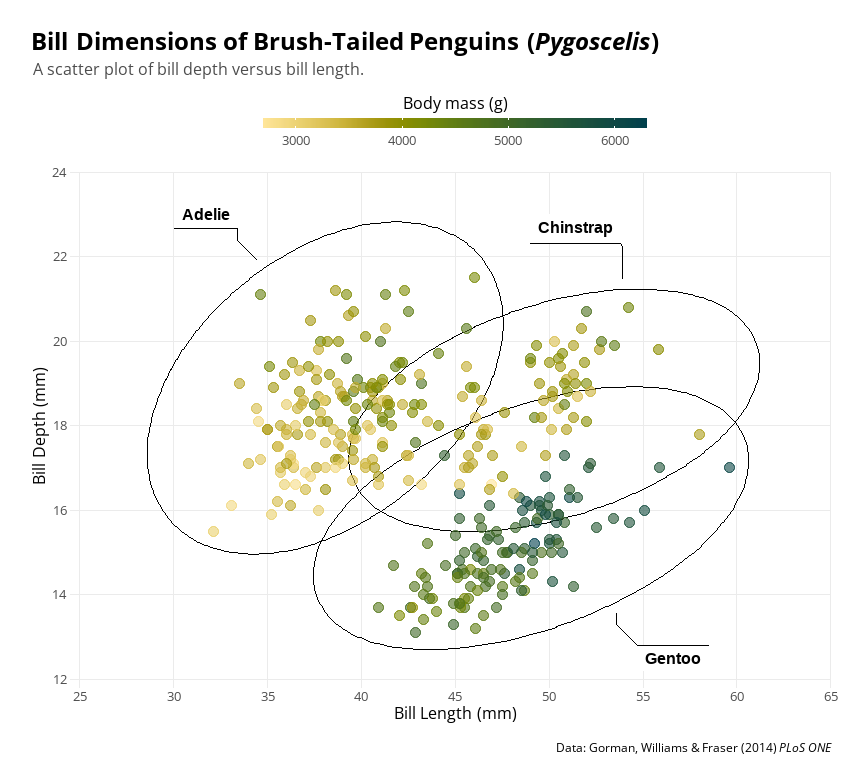 Bill Dimensions of Brush-Tailed Penguins (Pygoscelis)
A scatter plot of bill depth versus bill length.
Body mass (g)
3000 4000 5000 6000
24
22
20
18
16
14
12
Bill Depth (mm)
Adelie
Chinstrap
Gentoo
25 30 35 40 45 50 55 60 65
Bill Length (mm)
Data: Gorman, Williams & Fraser (2014) PLoS ONE